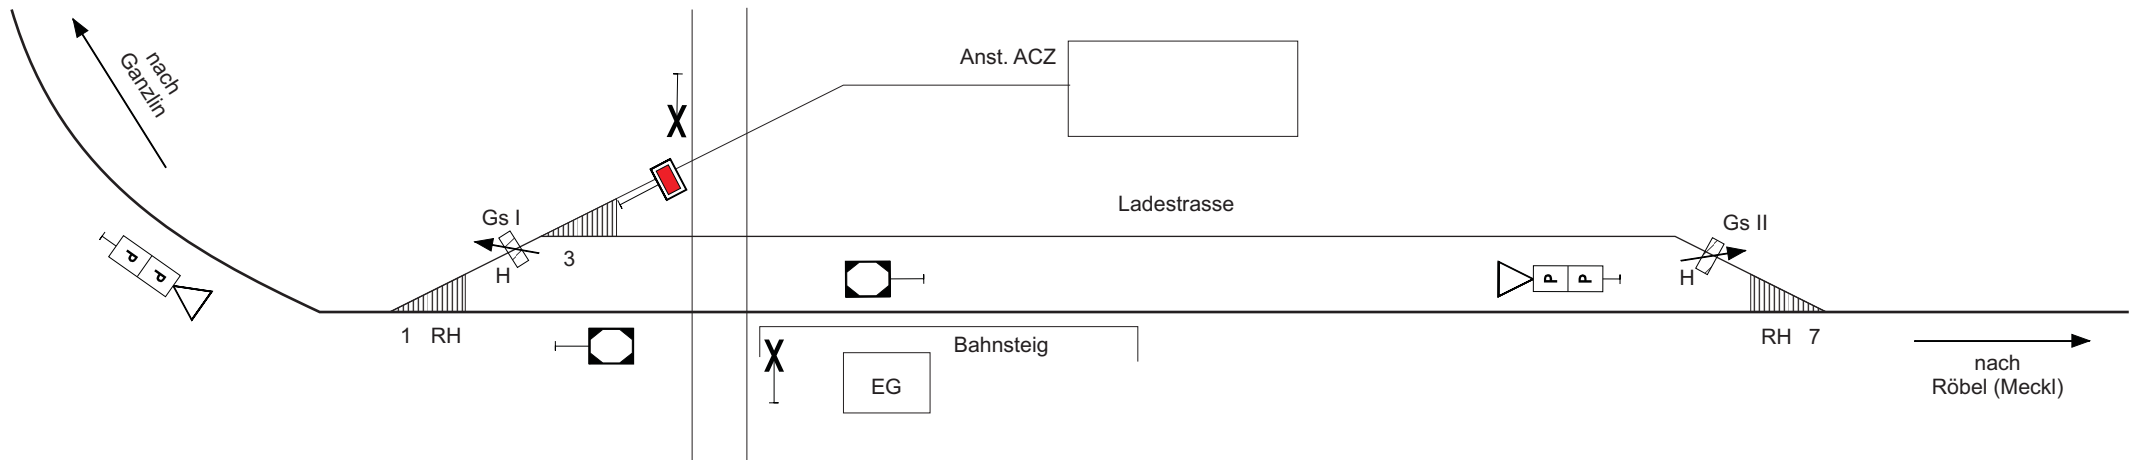 nach
Ganzlin
Anst. ACZ
Gs I
H
3
Ladestrasse
Gs II
H
P P
P P
1 RH
Bahnsteig
EG
RH 7
nach
Röbel (Meckl)